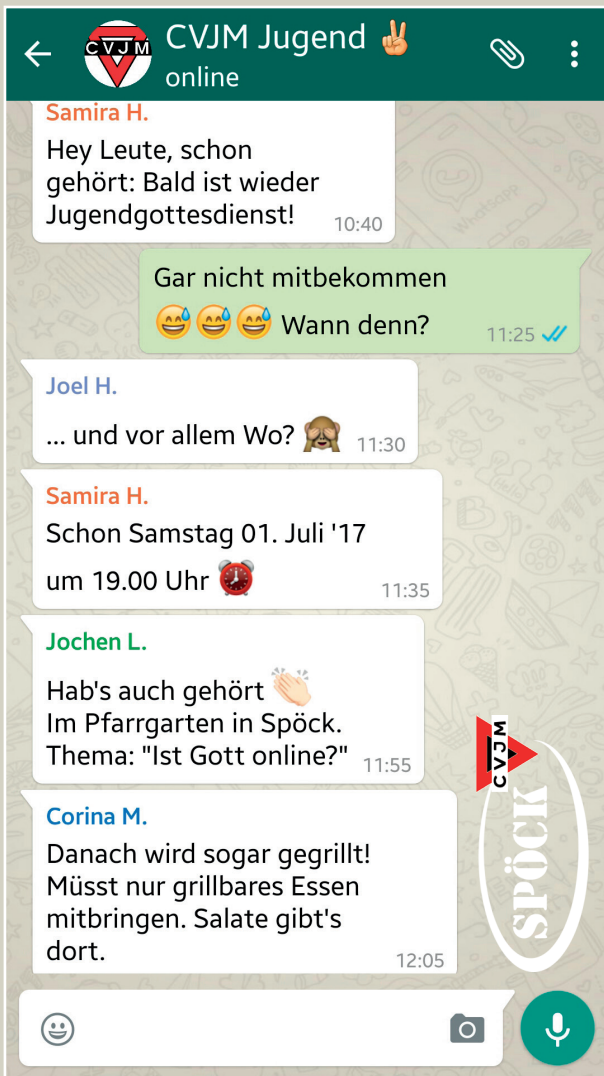 CVJM
CVJM Jugend ✌
online
Samira H.
Hey Leute, schon
gehört: Bald ist wieder
Jugendgottesdienst! 10:40
Gar nicht mitbekommen
😅😅😅 Wann denn? 11:25
Joel H.
... und vor allem Wo? 🙈 11:30
Samira H.
Schon Samstag 01. Juli '17
um 19.00 Uhr ⏰ 11:35
Jochen L.
Hab's auch gehört 👏🏻
Im Pfarrgarten in Spöck.
Thema: "Ist Gott online?" 11:55
Corina M.
Danach wird sogar gegrillt!
Müsst nur grillbares Essen
mitbringen. Salate gibt's
dort. 12:05
CVJM
SPÖCK
WhatsApp